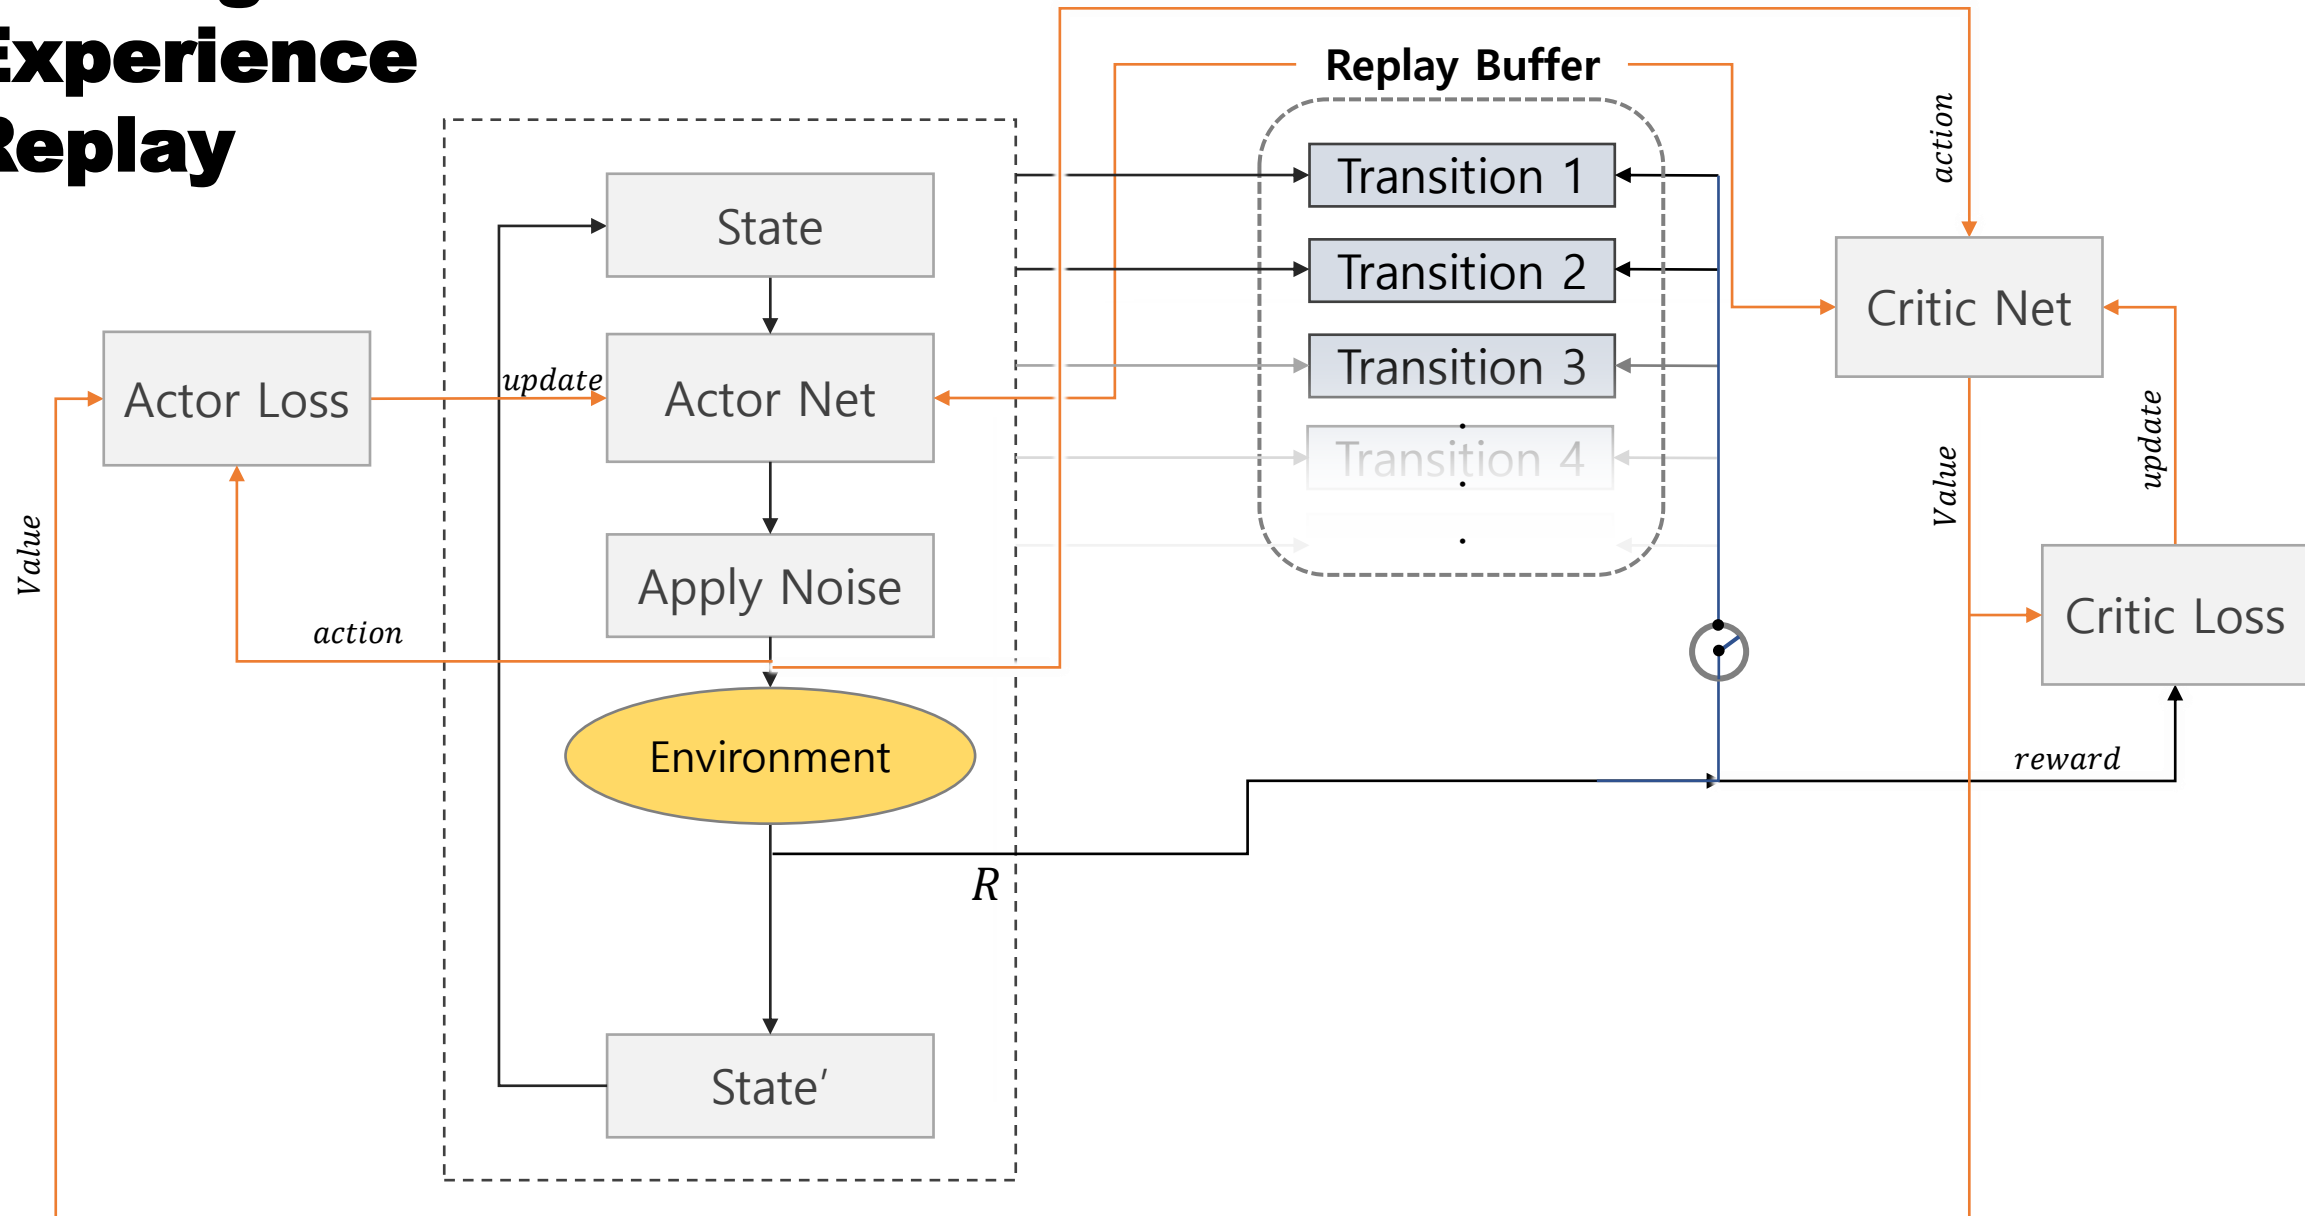 Experience
Replay
Replay Buffer
action
Transition 1
State
Transition 2
Critic Net
Transition 3
update
Actor Loss
Actor Net
Transition 4
update
Value
Value
Apply Noise
Critic Loss
action
Environment
reward
R
State′